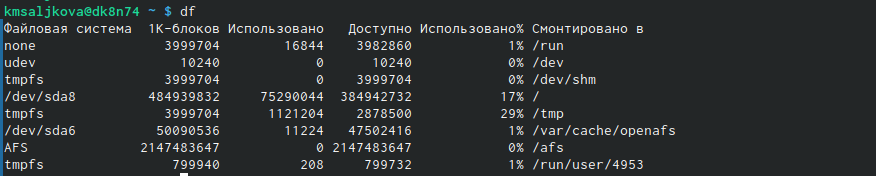 kmsaljkova@dk8n74 ~ $ df
Файловая система 1K-блоков Использовано Доступно Использовано% Смонтировано в
none 3999704 16844 3982860 1% /run
udev 10240 0 10240 0% /dev
tmpfs 3999704 0 3999704 0% /dev/shm
/dev/sda8 484939832 75290044 384942732 17% /
tmpfs 3999704 1121204 2878500 29% /tmp
/dev/sda6 50090536 11224 47502416 1% /var/cache/openafs
AFS 2147483647 0 2147483647 0% /afs
tmpfs 799940 208 799732 1% /run/user/4953